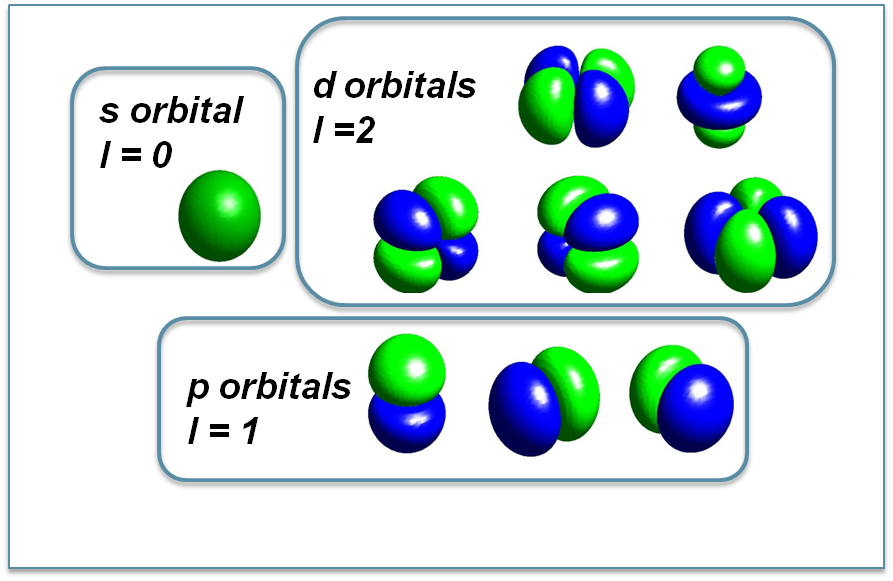 s orbital
l = 0
d orbitals
l =2
p orbitals
l = 1